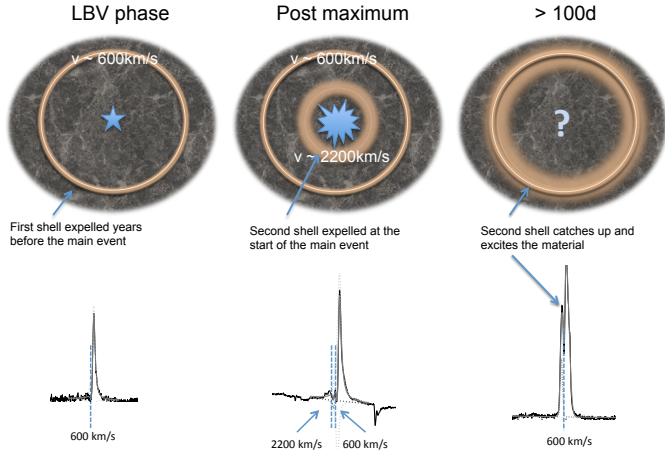 LBV phase
Post maximum
> 100d
v ~ 600km/s
v ~ 600km/s
?
v ~ 2200km/s
First shell expelled years
before the main event
Second shell expelled at the
start of the main event
Second shell catches up and
excites the material
600 km/s
2200 km/s
600 km/s
600 km/s